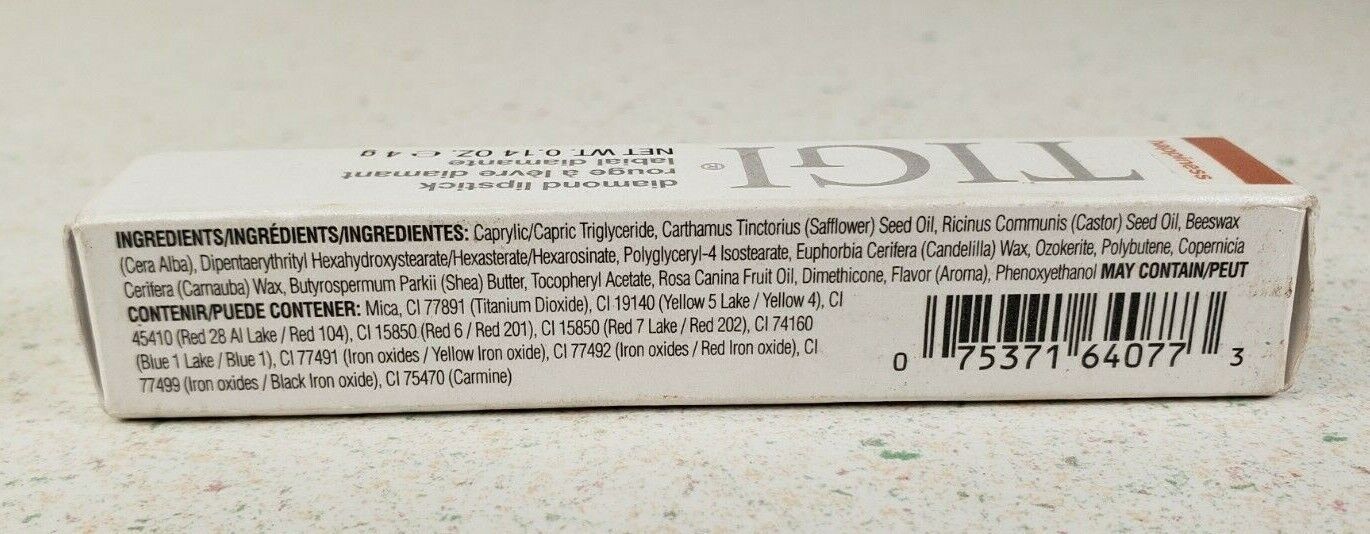 happiness
TIGI®
diamond lipstick
rouge à lèvre diamant
labial diamante
NET WT. 0.14 OZ. ℮ 4 g
INGREDIENTS/INGRÉDIENTS/INGREDIENTES: Caprylic/Capric Triglyceride, Carthamus Tinctorius (Safflower) Seed Oil, Ricinus Communis (Castor) Seed Oil, Beeswax
(Cera Alba), Dipentaerythrityl Hexahydroxystearate/Hexasterate/Hexarosinate, Polyglyceryl-4 Isostearate, Euphorbia Cerifera (Candelilla) Wax, Ozokerite, Polybutene, Copernicia
Cerifera (Carnauba) Wax, Butyrospermum Parkii (Shea) Butter, Tocopheryl Acetate, Rosa Canina Fruit Oil, Dimethicone, Flavor (Aroma), Phenoxyethanol MAY CONTAIN/PEUT
CONTENIR/PUEDE CONTENER: Mica, CI 77891 (Titanium Dioxide), CI 19140 (Yellow 5 Lake / Yellow 4), CI
45410 (Red 28 Al Lake / Red 104), CI 15850 (Red 6 / Red 201), CI 15850 (Red 7 Lake / Red 202), CI 74160
(Blue 1 Lake / Blue 1), CI 77491 (Iron oxides / Yellow Iron oxide), CI 77492 (Iron oxides / Red Iron oxide), CI
77499 (Iron oxides / Black Iron oxide), CI 75470 (Carmine)
0 75371 64077 3